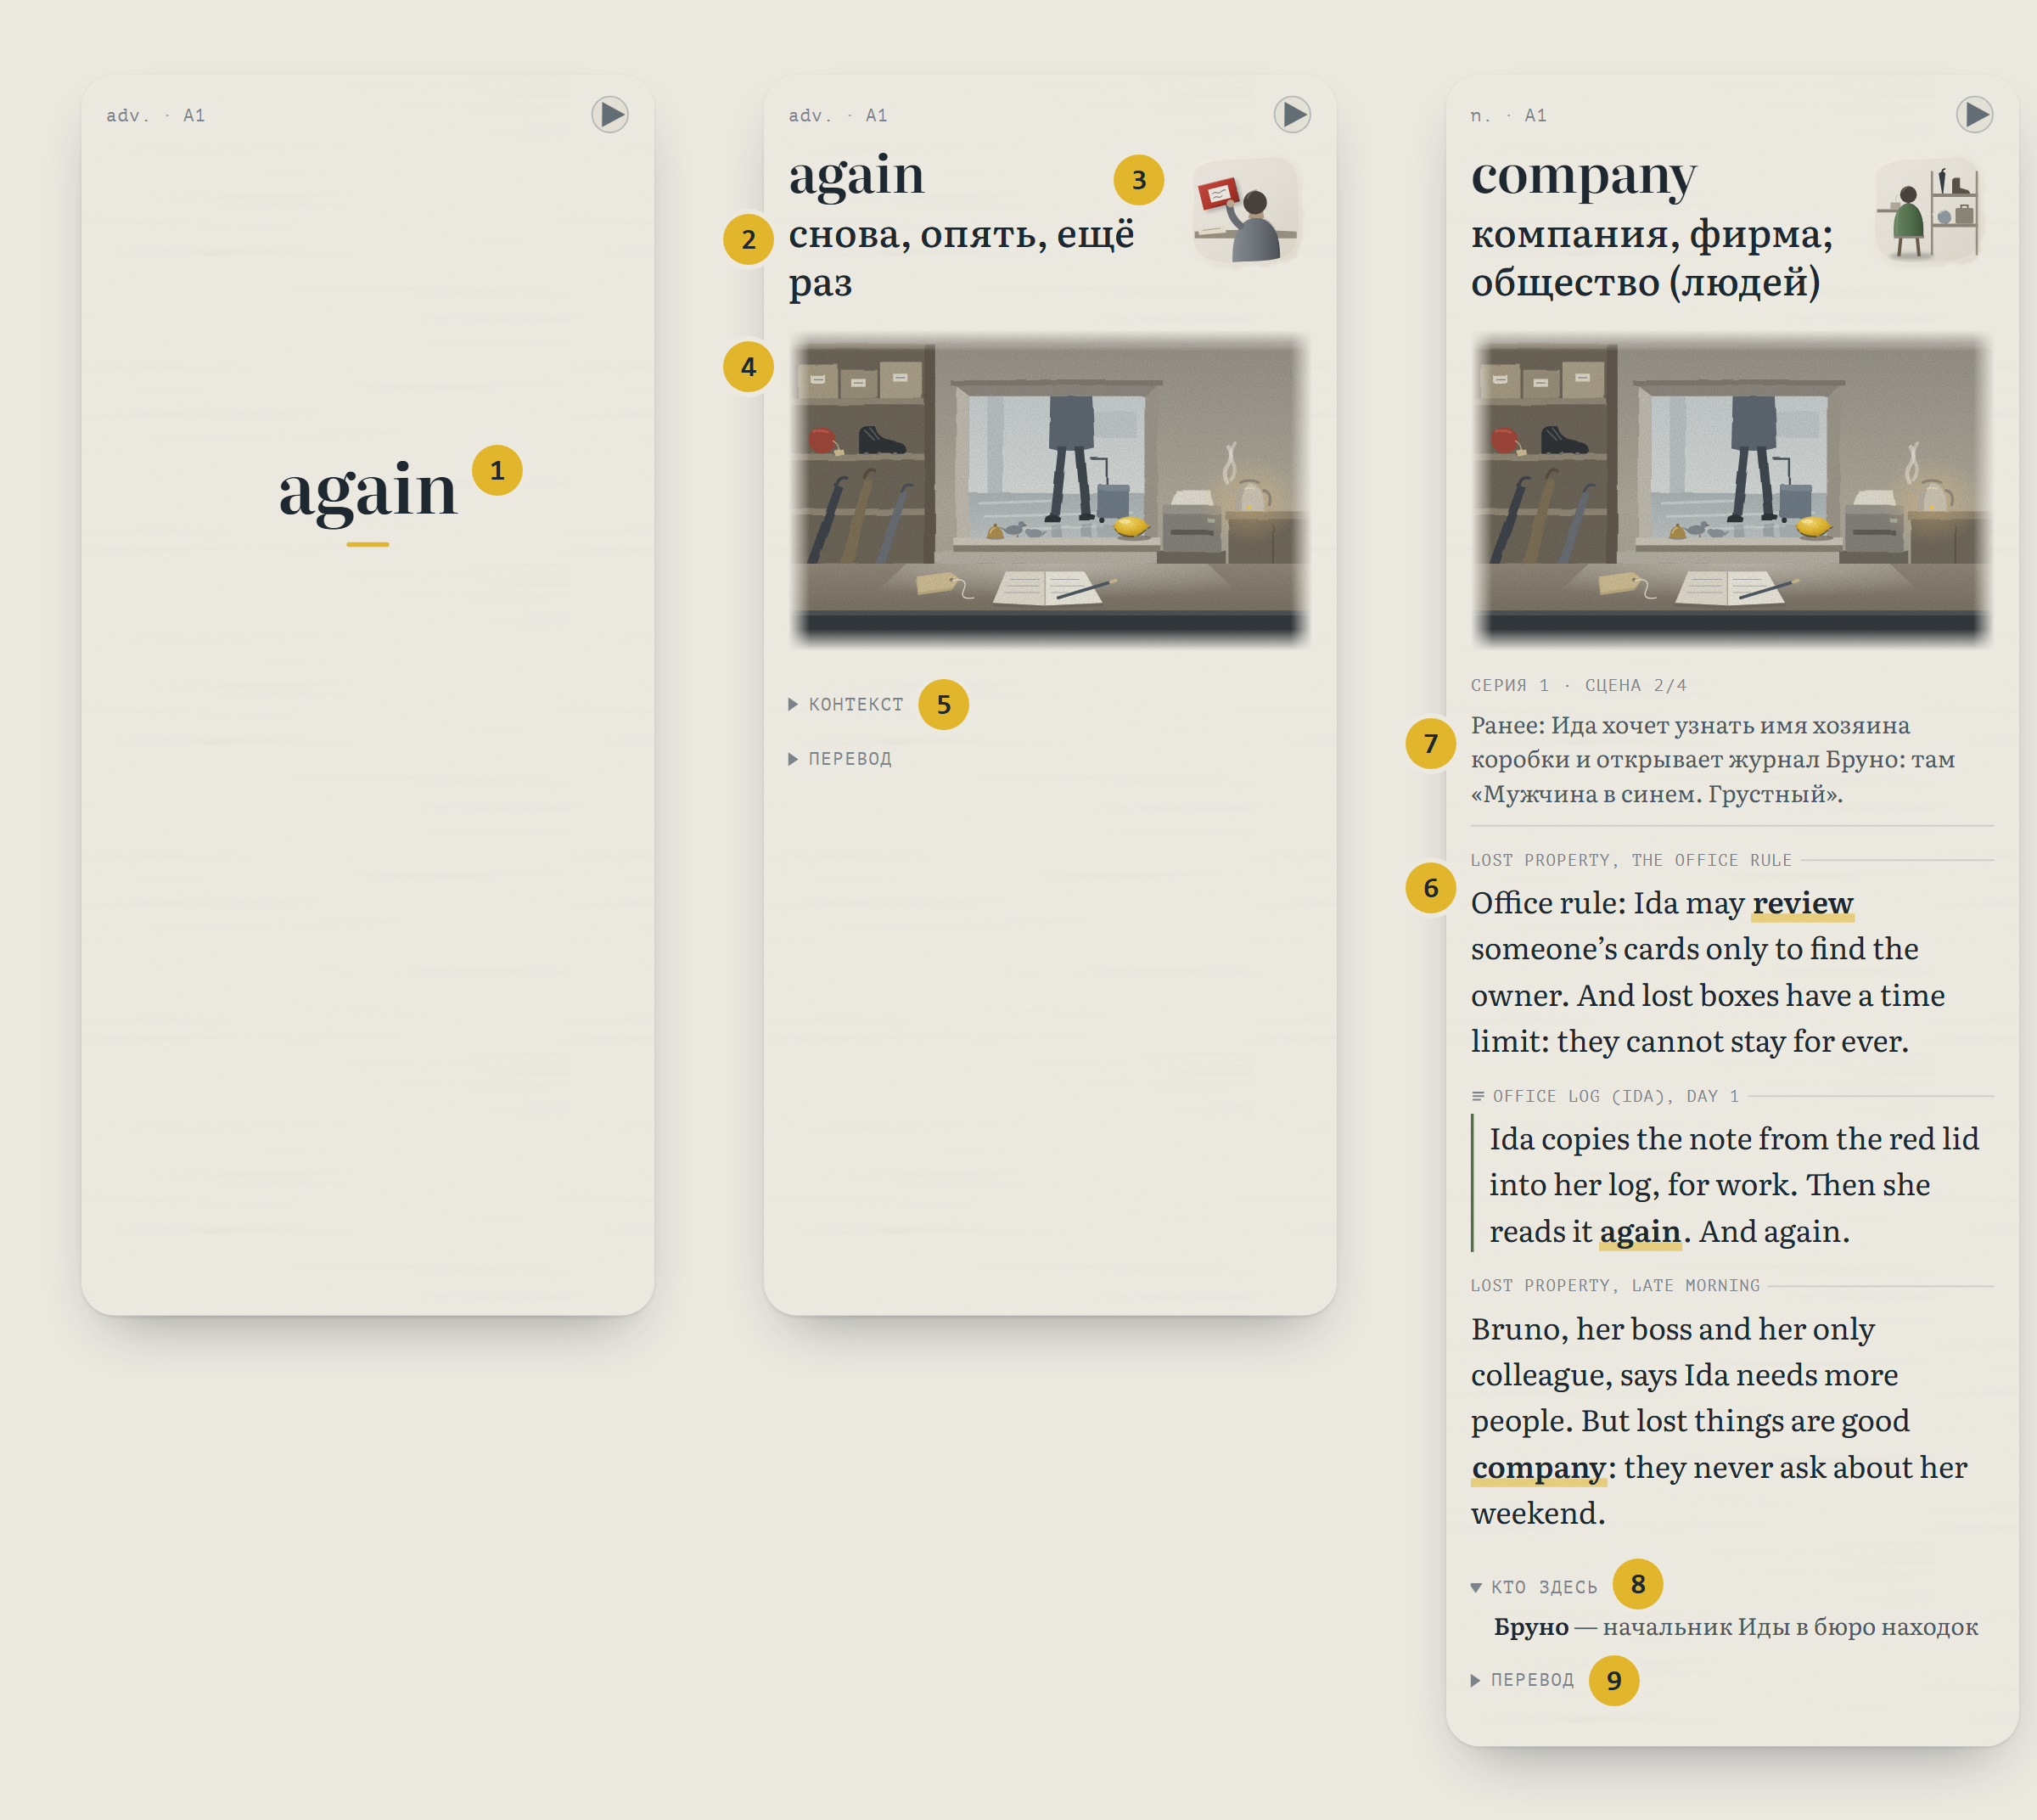 adv. · A1
again
1
adv. · A1
again
3
2
снова, опять, ещё
раз
4
КОНТЕКСТ
5
ПЕРЕВОД
n. · A1
company
компания, фирма;
общество (людей)
СЕРИЯ 1 · СЦЕНА 2/4
7
Ранее: Ида хочет узнать имя хозяина
коробки и открывает журнал Бруно: там
«Мужчина в синем. Грустный».
LOST PROPERTY, THE OFFICE RULE
6
Office rule: Ida may review
someone’s cards only to find the
owner. And lost boxes have a time
limit: they cannot stay for ever.
OFFICE LOG (IDA), DAY 1
Ida copies the note from the red lid
into her log, for work. Then she
reads it again. And again.
LOST PROPERTY, LATE MORNING
Bruno, her boss and her only
colleague, says Ida needs more
people. But lost things are good
company: they never ask about her
weekend.
КТО ЗДЕСЬ
8
Бруно — начальник Иды в бюро находок
ПЕРЕВОД
9